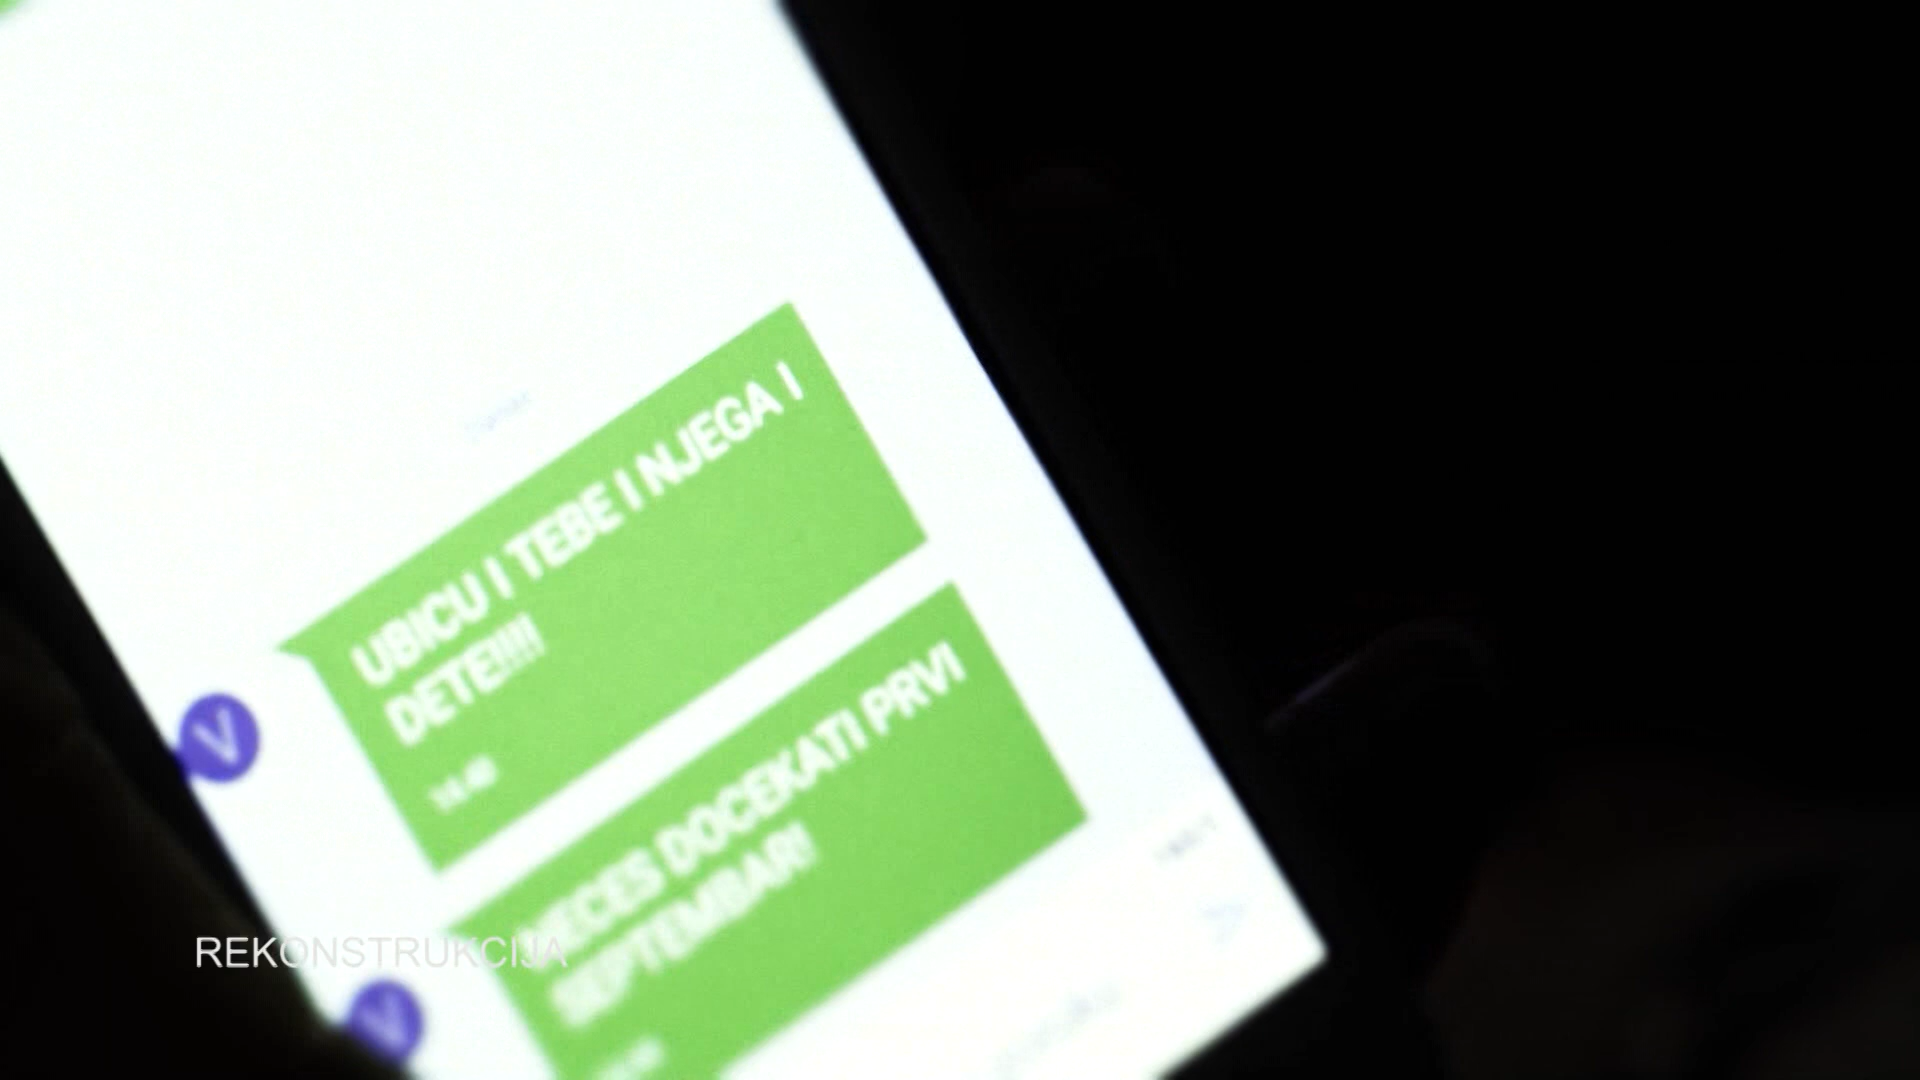 UBICU I TEBE I NJEGA I
DETE!!!!
V
NECES DOCEKATI PRVI
SEPTEMBAR!
V
REKONSTRUKCIJA